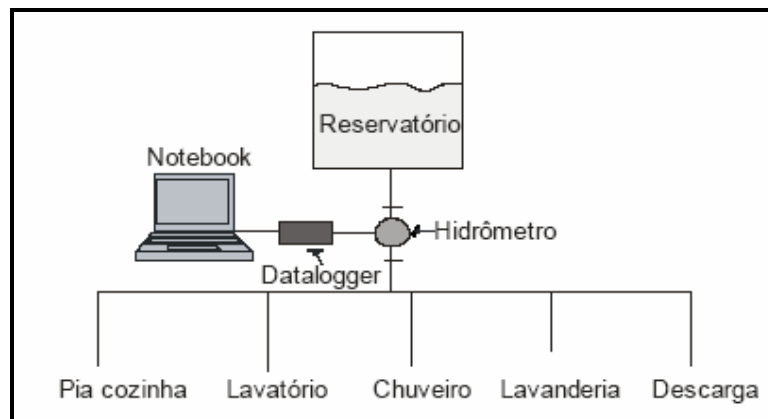 Reservatório
Notebook
Hidrômetro
Datalogger
Pia cozinha Lavatório Chuveiro Lavanderia Descarga